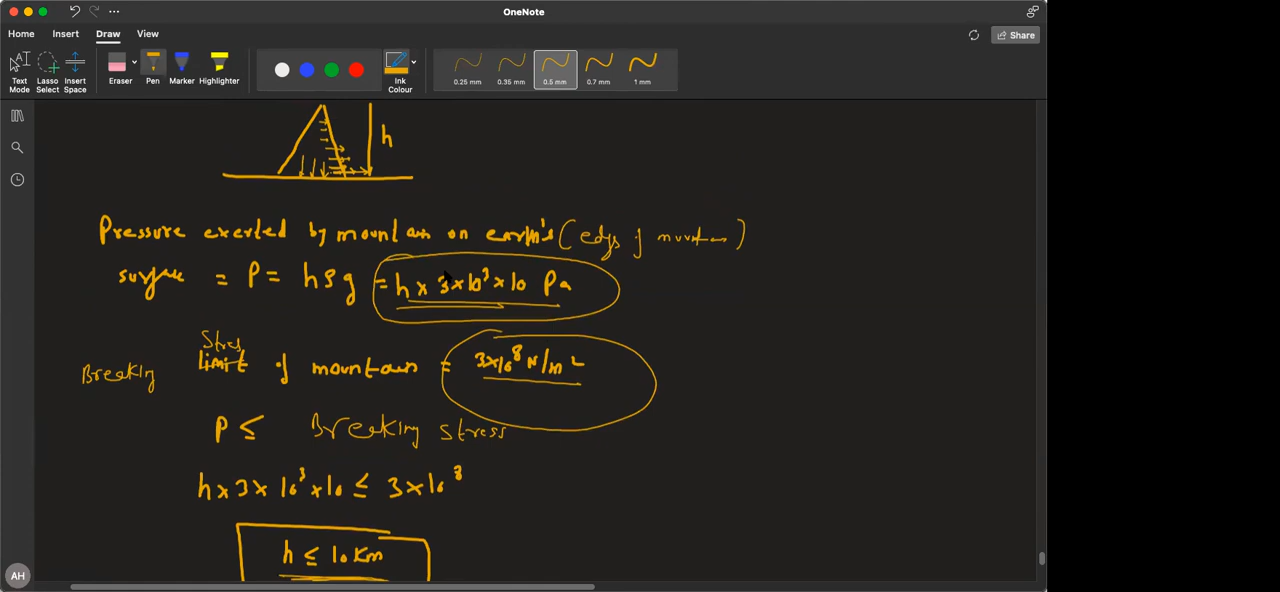 OneNote
Home Insert Draw View
Share
Text Mode Lasso Select Insert Space Eraser Pen Marker Highlighter Ink Colour 0.25 mm 0.35 mm 0.5 mm 0.7 mm 1 mm
h
Pressure exerted by mountain on earth's (edge of mountain)
surface = P = hρg = h × 3×10³ × 10 Pa
Stress
Breaking limit of mountain = 3×10⁸ N/m²
P ≤ Breaking stress
h × 3 × 10³ × 10 ≤ 3 × 10⁸
h ≤ 10 Km
AH